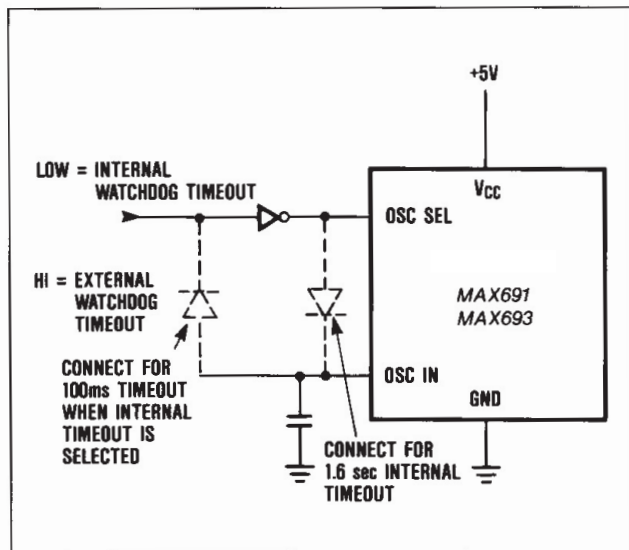 +5V
LOW = INTERNAL
WATCHDOG TIMEOUT
VCC
OSC SEL
HI = EXTERNAL
WATCHDOG
TIMEOUT
MAX691
MAX693
CONNECT FOR
100ms TIMEOUT
WHEN INTERNAL
TIMEOUT IS
SELECTED
OSC IN
GND
CONNECT FOR
1.6 sec INTERNAL
TIMEOUT